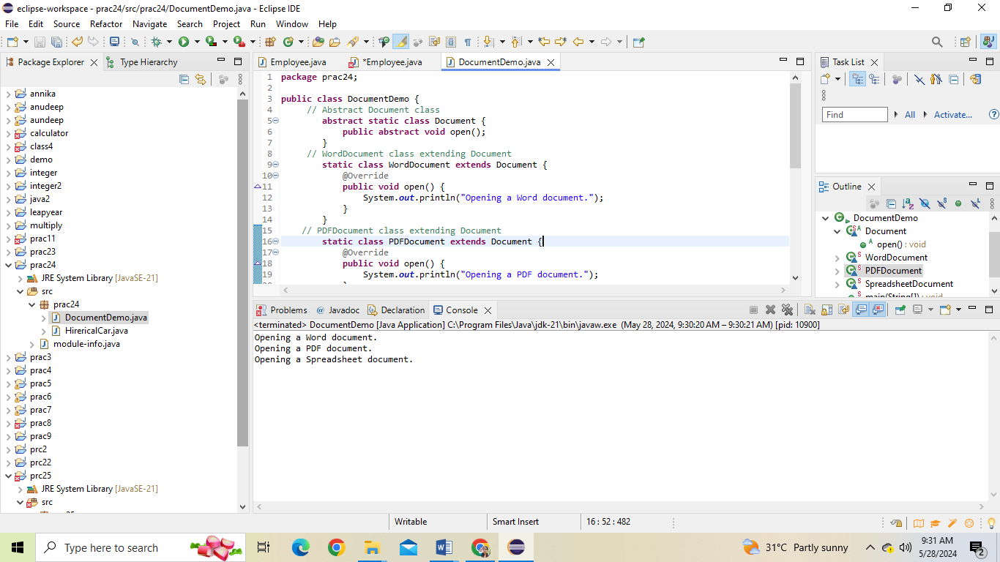 eclipse-workspace - prac24/src/prac24/DocumentDemo.java - Eclipse IDE
File Edit Source Refactor Navigate Search Project Run Window Help
Package Explorer Type Hierarchy
annika
anudeep
aundeep
calculator
class4
demo
integer
integer2
java2
leapyear
multiply
prac11
prac23
prac24
JRE System Library [JavaSE-21]
src
prac24
DocumentDemo.java
HirericalCar.java
module-info.java
prac3
prac4
prac5
prac6
prac7
prac8
prac9
prc2
prc22
prc25
JRE System Library [JavaSE-21]
src
Employee.java *Employee.java DocumentDemo.java
1 package prac24;
2
3 public class DocumentDemo {
4 // Abstract Document class
5 abstract static class Document {
6 public abstract void open();
7 }
8 // WordDocument class extending Document
9 static class WordDocument extends Document {
10 @Override
11 public void open() {
12 System.out.println("Opening a Word document.");
13 }
14 }
15 // PDFDocument class extending Document
16 static class PDFDocument extends Document {
17 @Override
18 public void open() {
19 System.out.println("Opening a PDF document.");
Task List
Find All Activate...
Outline
DocumentDemo
Document
open() : void
WordDocument
PDFDocument
SpreadsheetDocument
main(String[]) : void
Problems Javadoc Declaration Console
<terminated> DocumentDemo [Java Application] C:\Program Files\Java\jdk-21\bin\javaw.exe (May 28, 2024, 9:30:20 AM – 9:30:21 AM) [pid: 10900]
Opening a Word document.
Opening a PDF document.
Opening a Spreadsheet document.
Writable Smart Insert 16 : 52 : 482
Type here to search
31°C Partly sunny
9:31 AM
5/28/2024
2